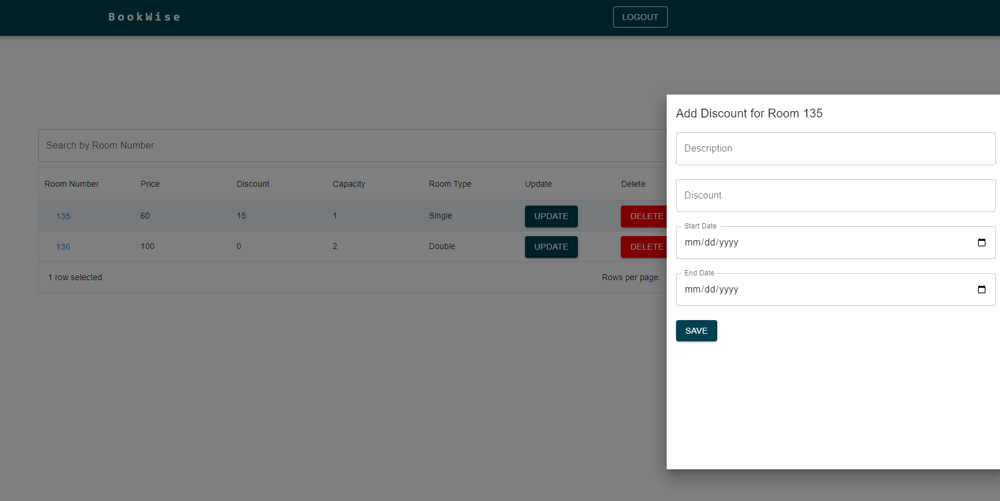 BookWise
LOGOUT
Search by Room Number
Room Number Price Discount Capacity Room Type Update Delete
135 60 15 1 Single UPDATE DELETE
136 100 0 2 Double UPDATE DELETE
1 row selected Rows per page:
Add Discount for Room 135
Description
Discount
Start Date
mm/dd/yyyy
End Date
mm/dd/yyyy
SAVE